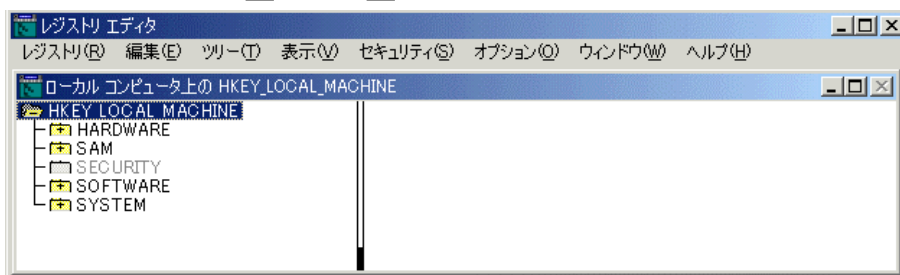 レジストリ エディタ
レジストリ(R) 編集(E) ツリー(T) 表示(V) セキュリティ(S) オプション(O) ウィンドウ(W) ヘルプ(H)
ローカル コンピュータ上の HKEY_LOCAL_MACHINE
HKEY_LOCAL_MACHINE
HARDWARE
SAM
SECURITY
SOFTWARE
SYSTEM